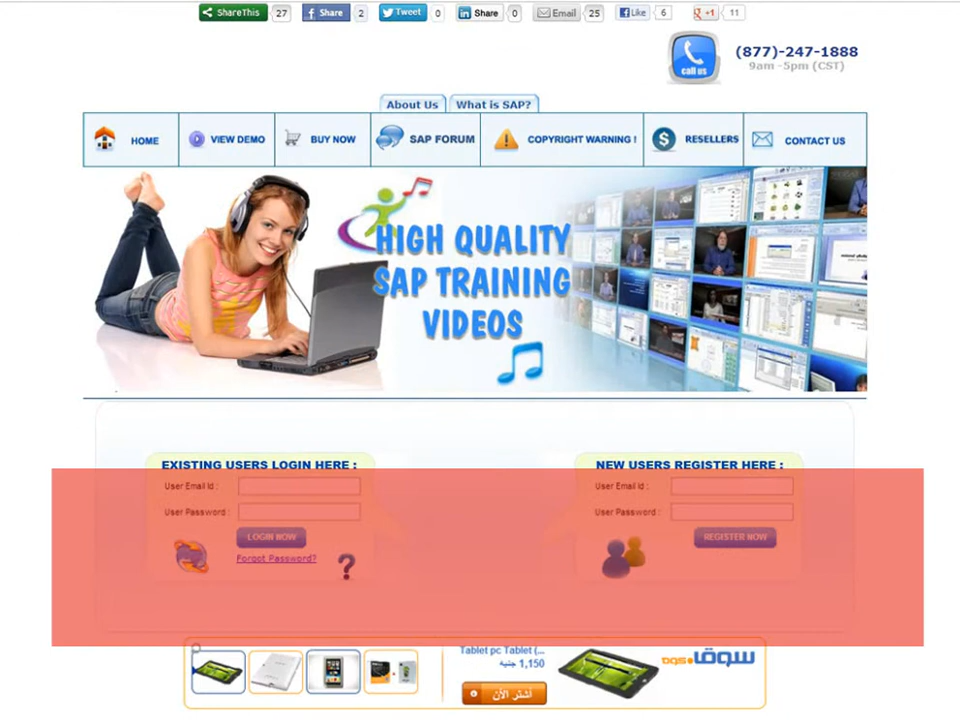 ShareThis 27 Share 2 Tweet 0 Share 0 Email 25 Like 6 +1 11
(877)-247-1888
call us
9am -5pm (CST)
About Us What is SAP?
HOME VIEW DEMO BUY NOW SAP FORUM COPYRIGHT WARNING ! RESELLERS CONTACT US
HIGH QUALITY
SAP TRAINING
VIDEOS
EXISTING USERS LOGIN HERE : NEW USERS REGISTER HERE :
User Email Id : User Email Id :
User Password : User Password :
LOGIN NOW REGISTER NOW
Forgot Password?
Tablet pc Tablet (...
1,150 جنيه
سوق.com
أشتر الأن